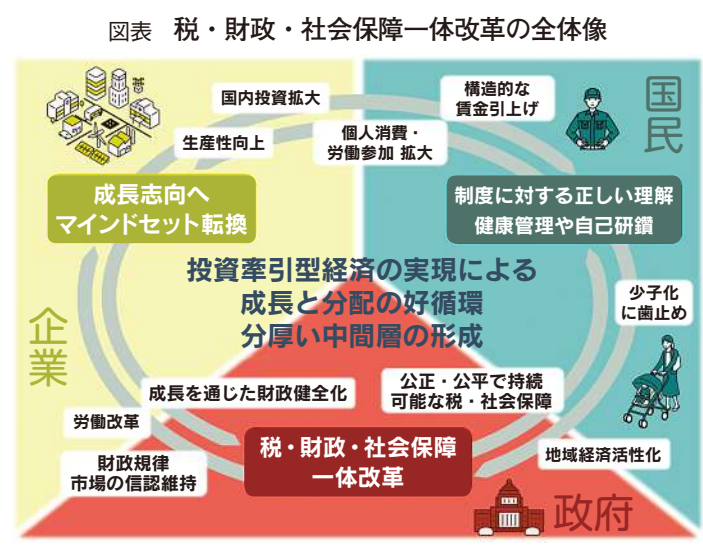 図表 税・財政・社会保障一体改革の全体像
国内投資拡大
構造的な
賃金引上げ
国民
生産性向上
個人消費・
労働参加 拡大
成長志向へ
マインドセット転換
制度に対する正しい理解
健康管理や自己研鑽
投資牽引型経済の実現による
成長と分配の好循環
分厚い中間層の形成
少子化
に歯止め
企業
成長を通じた財政健全化
公正・公平で持続
可能な税・社会保障
労働改革
税・財政・社会保障
一体改革
財政規律
市場の信認維持
地域経済活性化
政府